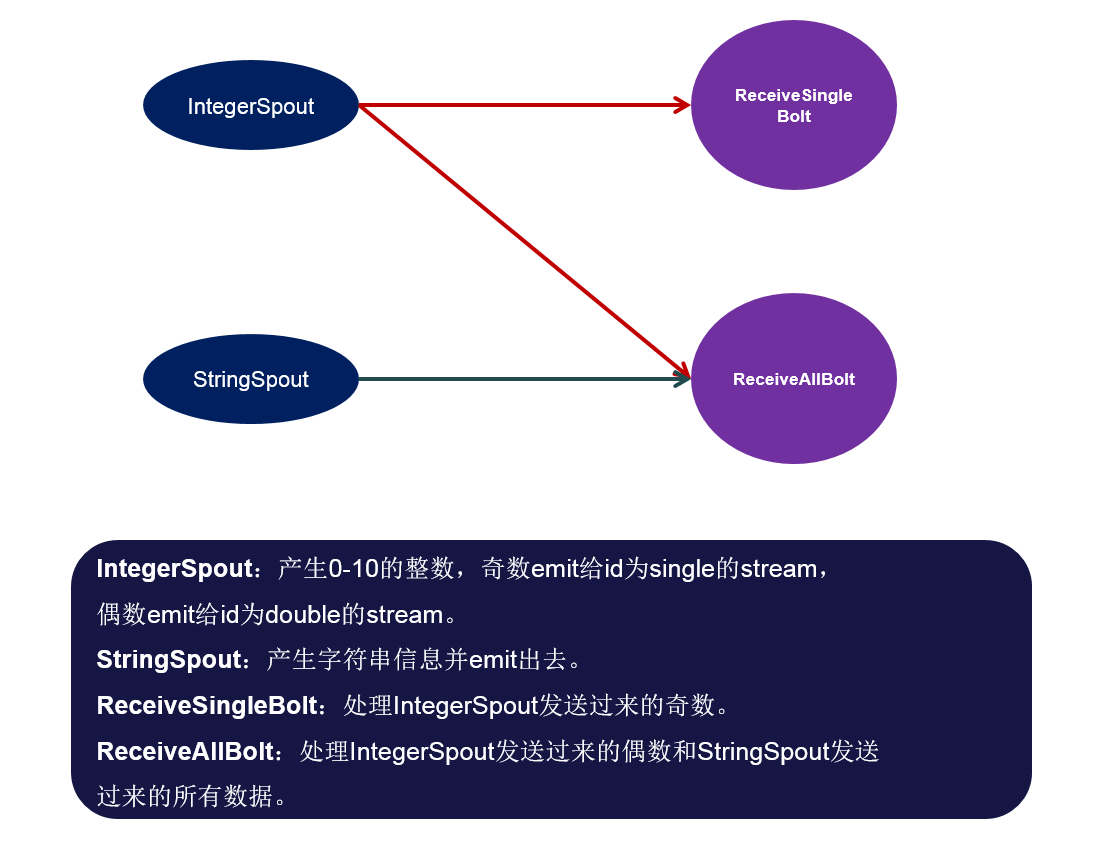 IntegerSpout
ReceiveSingle
Bolt
StringSpout
ReceiveAllBolt
IntegerSpout：产生0-10的整数，奇数emit给id为single的stream，
偶数emit给id为double的stream。
StringSpout：产生字符串信息并emit出去。
ReceiveSingleBolt：处理IntegerSpout发送过来的奇数。
ReceiveAllBolt：处理IntegerSpout发送过来的偶数和StringSpout发送
过来的所有数据。